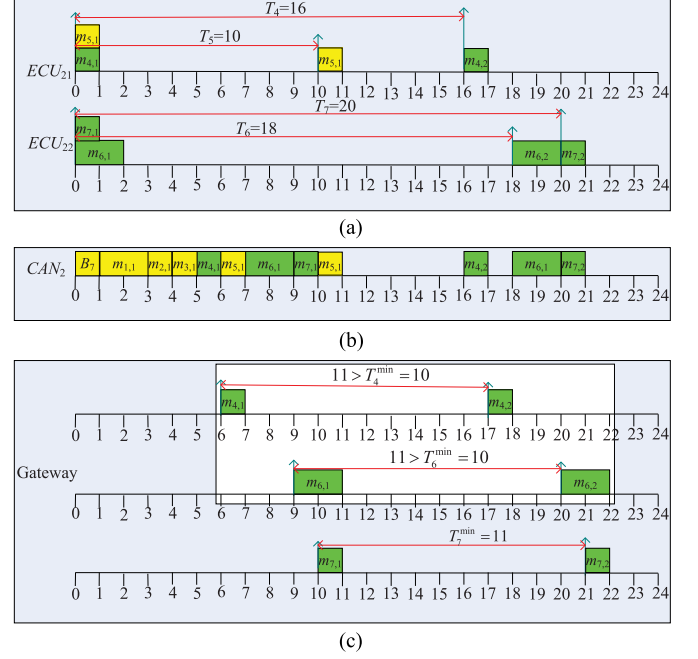 T4=16
m5,1
T5=10
ECU21
m4,1
m5,1
m4,2
0 1 2 3 4 5 6 7 8 9 10 11 12 13 14 15 16 17 18 19 20 21 22 23 24
T7=20
m7,1
T6=18
ECU22
m6,1
m6,2
m7,2
0 1 2 3 4 5 6 7 8 9 10 11 12 13 14 15 16 17 18 19 20 21 22 23 24
(a)
CAN2
B7 m1,1 m2,1 m3,1 m4,1 m5,1 m6,1 m7,1 m5,1 m4,2 m6,1 m7,2
0 1 2 3 4 5 6 7 8 9 10 11 12 13 14 15 16 17 18 19 20 21 22 23 24
(b)
11 > T4min = 10
m4,1 m4,2
0 1 2 3 4 5 6 7 8 9 10 11 12 13 14 15 16 17 18 19 20 21 22 23 24
11 > T6min = 10
Gateway
m6,1 m6,2
0 1 2 3 4 5 6 7 8 9 10 11 12 13 14 15 16 17 18 19 20 21 22 23 24
T7min = 11
m7,1 m7,2
0 1 2 3 4 5 6 7 8 9 10 11 12 13 14 15 16 17 18 19 20 21 22 23 24
(c)